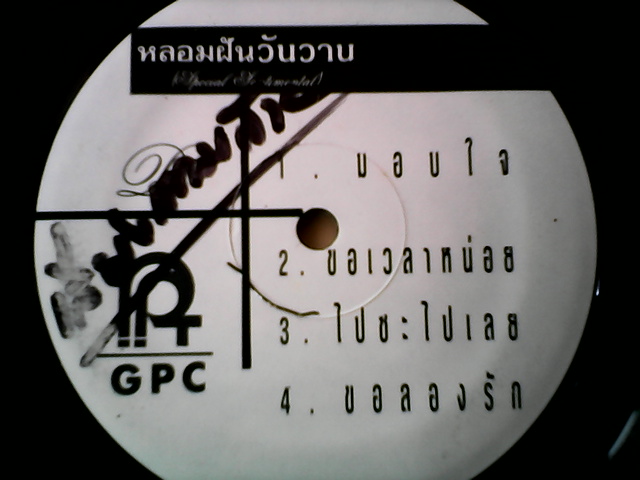 หลอมฝันวันวาน
(Special Sentimental)
1. มอบใจ
2. ขอเวลาหน่อย
3. ไปซะไปเลย
4. ขอลองรัก
GPC